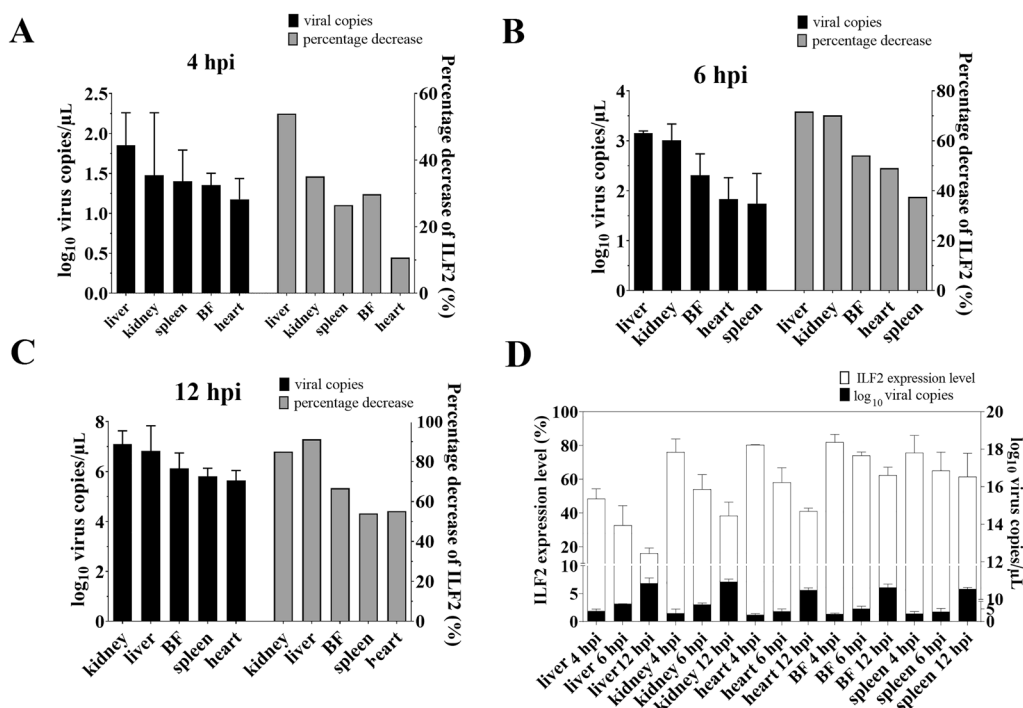 A
viral copies
percentage decrease
4 hpi
log10 virus copies/μL
2.5
2.0
1.5
1.0
0.5
0.0
liver
kidney
spleen
BF
heart
liver
kidney
spleen
BF
heart
60
40
20
0
Percentage decrease of ILF2 (%)
B
viral copies
percentage decrease
6 hpi
log10 virus copies/μL
4
3
2
1
0
liver
kidney
BF
heart
spleen
liver
kidney
BF
heart
spleen
80
60
40
20
0
Percentage decrease of ILF2 (%)
C
12 hpi
viral copies
percentage decrease
log10 virus copies/μL
8
6
4
2
0
kidney
liver
BF
spleen
heart
kidney
liver
BF
spleen
heart
100
80
60
40
20
0
Percentage decrease of ILF2 (%)
D
ILF2 expression level
log10 viral copies
ILF2 expression level (%)
100
80
60
40
20
10
5
0
liver 4 hpi
liver 6 hpi
liver12 hpi
kidney 4 hpi
kidney 6 hpi
kidney 12 hpi
heart 4 hpi
heart 6 hpi
heart 12 hpi
BF 4 hpi
BF 6 hpi
BF 12 hpi
spleen 4 hpi
spleen 6 hpi
spleen 12 hpi
20
18
16
14
12
10
5
0
log10 virus copies/μL